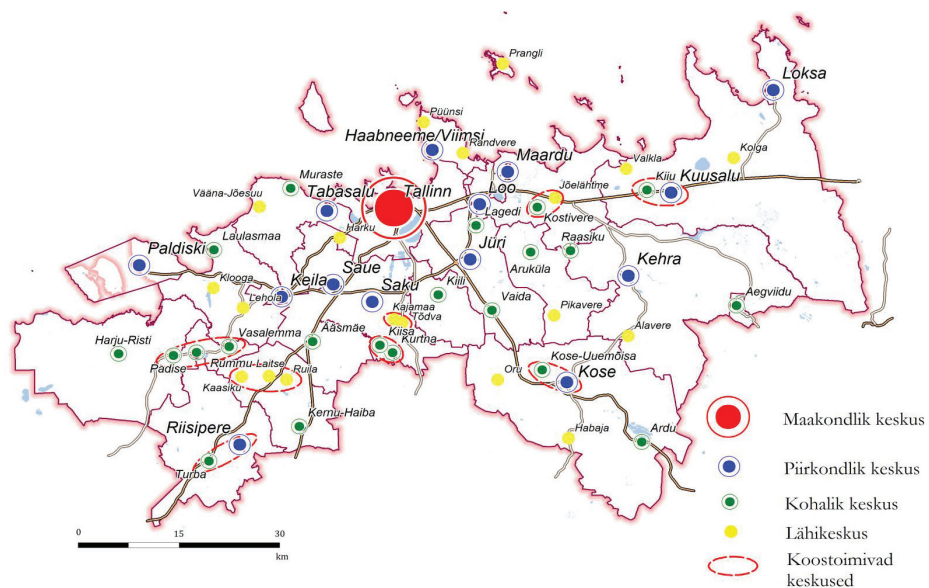 Prangli
Loksa
Püünsi
Haabneeme/Viimsi
Randvere
Maardu
Valkla
Kolga
Kiiu
Kuusalu
Muraste
Vääna-Jõesuu
Tabasalu
Tallinn
Loo
Jõelähtme
Kostivere
Lagedi
Harku
Laulasmaa
Paldiski
Jüri
Raasiku
Aruküla
Kehra
Klooga
Keila
Saue
Saku
Kiili
Lehola
Vaida
Pikavere
Aegviidu
Kajamaa
Tõdva
Kiisa
Kurtna
Alavere
Harju-Risti
Vasalemma
Ääsmäe
Padise
Rummu
Laitse
Ruila
Kaasiku
Oru
Kose-Uuemõisa
Kose
Kernu-Haiba
Riisipere
Turba
Habaja
Ardu
Maakondlik keskus
Piirkondlik keskus
Kohalik keskus
Lähikeskus
Koostoimivad
keskused
0 15 30
km